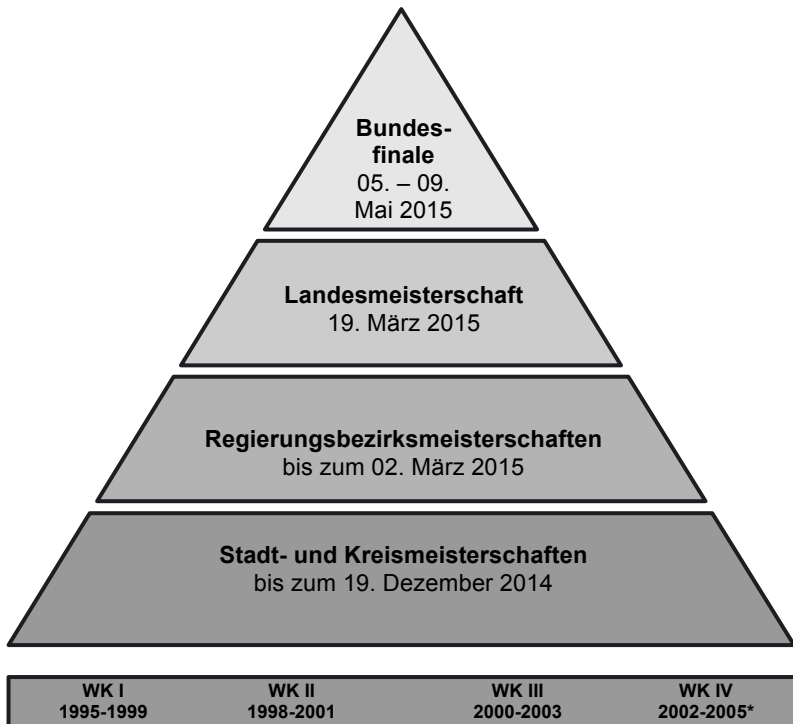 Bundes-
finale
05. – 09.
Mai 2015
Landesmeisterschaft
19. März 2015
Regierungsbezirksmeisterschaften
bis zum 02. März 2015
Stadt- und Kreismeisterschaften
bis zum 19. Dezember 2014
WK I WK II WK III WK IV
1995-1999 1998-2001 2000-2003 2002-2005*